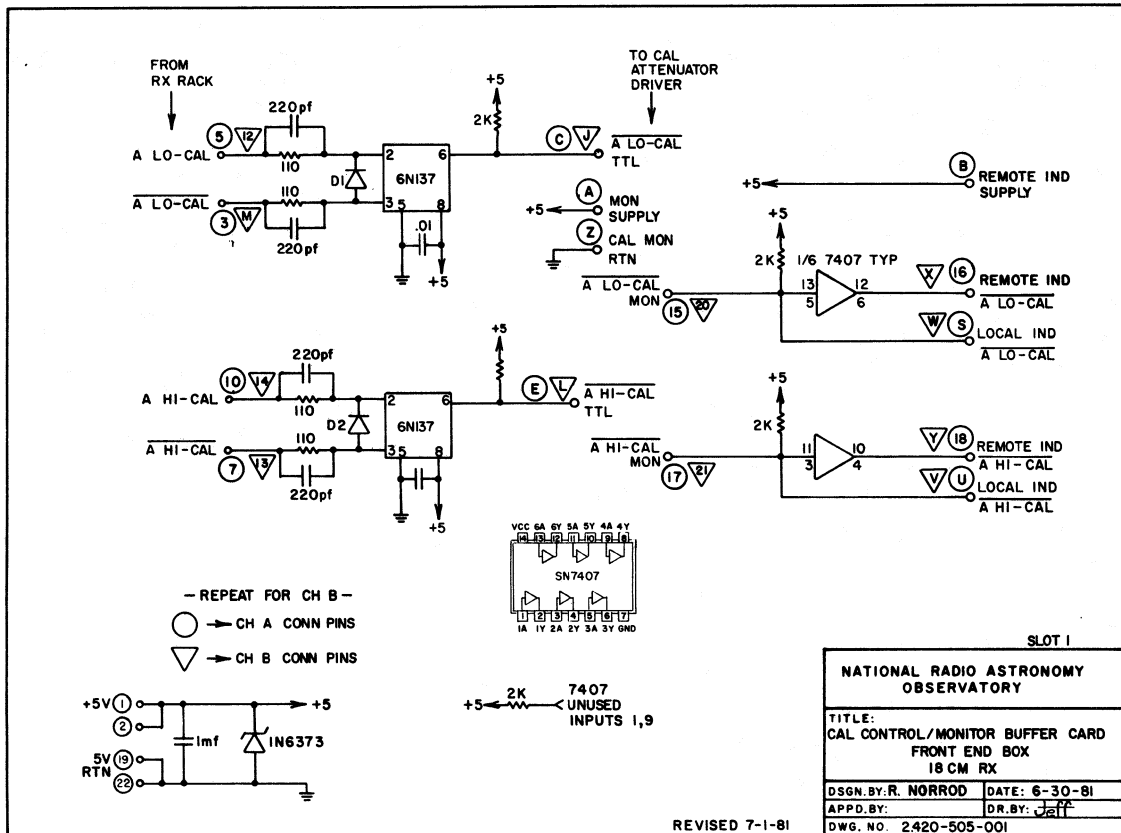 FROM
RX RACK
220pf
5 12
A LO-CAL
110
2 6
D1
6N137
110
A LO-CAL
3 5 8
3 M
220pf
.01
+5
+5
2K
TO CAL
ATTENUATOR
DRIVER
C J
A LO-CAL
TTL
A
+5 MON
SUPPLY
Z
CAL MON
RTN
B
+5 REMOTE IND
SUPPLY
+5
2K
1/6 7407 TYP
A LO-CAL
MON
15 20
13 12
5 6
X 16
REMOTE IND
A LO-CAL
W S
LOCAL IND
A LO-CAL
220pf
10 14
A HI-CAL
110
2 6
D2
6N137
110
A HI-CAL
3 5 8
7 13
220pf
+5
+5
E L
A HI-CAL
TTL
+5
2K
A HI-CAL
MON
17 21
11 10
3 4
Y 18
REMOTE IND
A HI-CAL
V U
LOCAL IND
A HI-CAL
VCC 6A 6Y 5A 5Y 4A 4Y
14 13 12 11 10 9 8
SN7407
1 2 3 4 5 6 7
1A 1Y 2A 2Y 3A 3Y GND
-REPEAT FOR CH B-
CH A CONN PINS
CH B CONN PINS
+5V 1
2
+5
1mf
1N6373
5V 19
RTN
22
+5 2K
7407
UNUSED
INPUTS 1,9
SLOT 1
NATIONAL RADIO ASTRONOMY
OBSERVATORY
TITLE:
CAL CONTROL/MONITOR BUFFER CARD
FRONT END BOX
18 CM RX
DSGN.BY: R. NORROD DATE: 6-30-81
APPD.BY: DR.BY: Jeff
DWG. NO. 2.420-505-001
REVISED 7-1-81